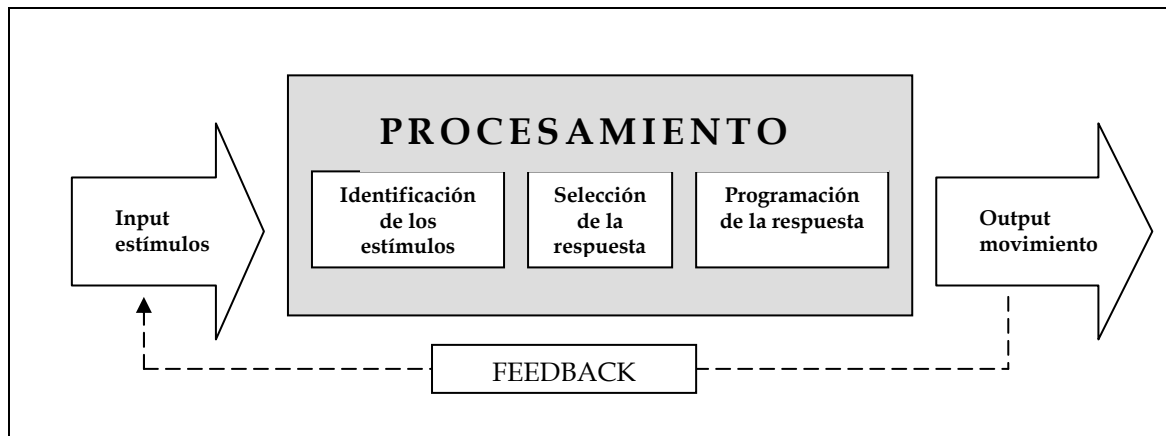 PROCESAMIENTO
Input
estímulos
Identificación
de los
estímulos
Selección
de la
respuesta
Programación
de la respuesta
Output
movimiento
FEEDBACK